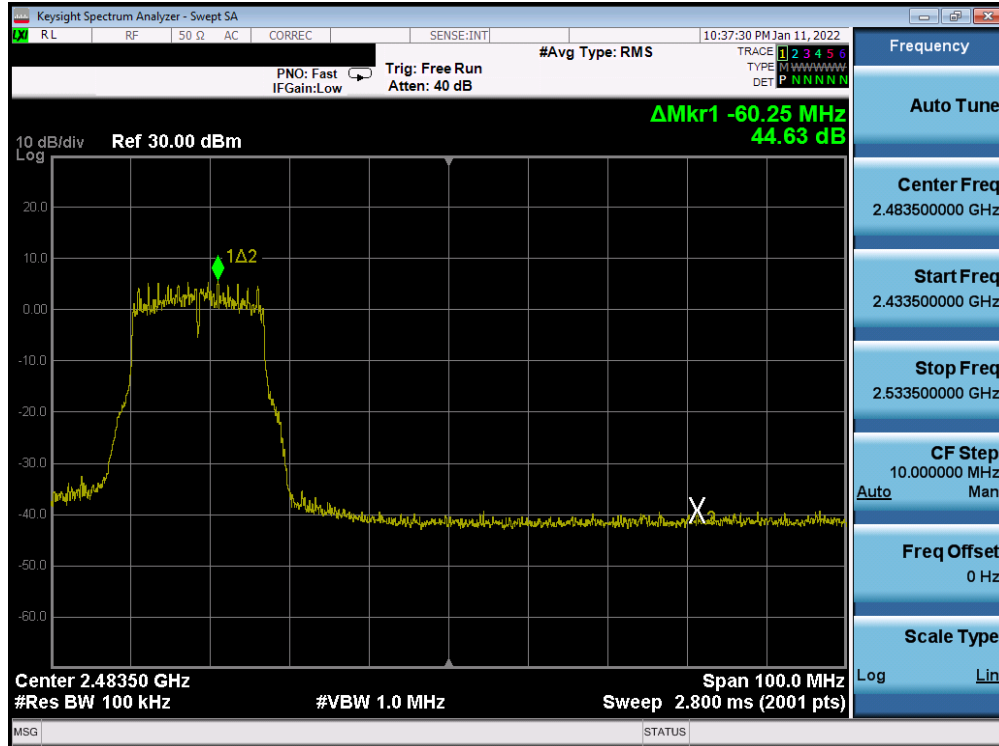 Keysight Spectrum Analyzer - Swept SA
LXI RL RF 50 Ω AC CORREC SENSE:INT 10:37:30 PM Jan 11, 2022
#Avg Type: RMS TRACE 1 2 3 4 5 6
PNO: Fast Trig: Free Run TYPE M WWWWW
IFGain:Low Atten: 40 dB DET P N N N N N
ΔMkr1 -60.25 MHz
44.63 dB
10 dB/div Ref 30.00 dBm
Log
20.0
10.0
1Δ2
0.00
-10.0
-20.0
-30.0
-40.0
X
-50.0
-60.0
Center 2.48350 GHz Span 100.0 MHz
#Res BW 100 kHz #VBW 1.0 MHz Sweep 2.800 ms (2001 pts)
MSG STATUS
Frequency
Auto Tune
Center Freq
2.483500000 GHz
Start Freq
2.433500000 GHz
Stop Freq
2.533500000 GHz
CF Step
10.000000 MHz
Auto Man
Freq Offset
0 Hz
Scale Type
Log Lin